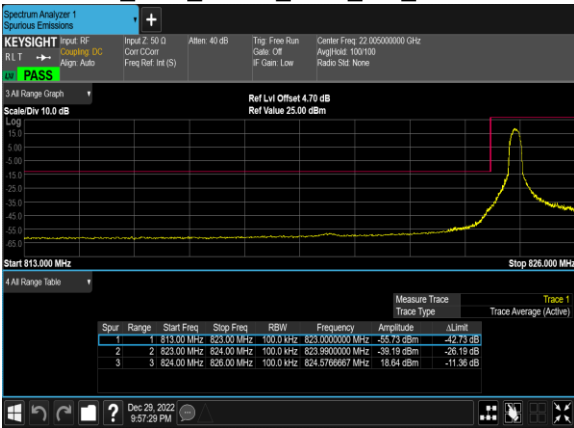 Spectrum Analyzer 1
Spurious Emissions
KEYSIGHT Input: RF
RLT
Coupling: DC
Align: Auto
Input Z: 50 Ω
Corr CCorr
Freq Ref: Int (S)
Atten: 40 dB
Trig: Free Run
Gate: Off
IF Gain: Low
Center Freq: 22.005000000 GHz
Avg|Hold: 100/100
Radio Std: None
PASS
3 All Range Graph
Scale/Div 10.0 dB
Ref Lvl Offset 4.70 dB
Ref Value 25.00 dBm
Log
15.0
5.00
-5.00
-15.0
-25.0
-35.0
-45.0
-55.0
-65.0
Start 813.000 MHz
Stop 826.000 MHz
4 All Range Table
Measure Trace Trace 1
Trace Type Trace Average (Active)
Spur Range Start Freq Stop Freq RBW Frequency Amplitude ΔLimit
1 1 813.00 MHz 823.00 MHz 100.0 kHz 823.0000000 MHz -55.73 dBm -42.73 dB
2 2 823.00 MHz 824.00 MHz 100.0 kHz 823.9900000 MHz -39.19 dBm -26.19 dB
3 3 824.00 MHz 826.00 MHz 100.0 kHz 824.5766667 MHz 18.64 dBm -11.36 dB
?
Dec 29, 2022
9:57:29 PM